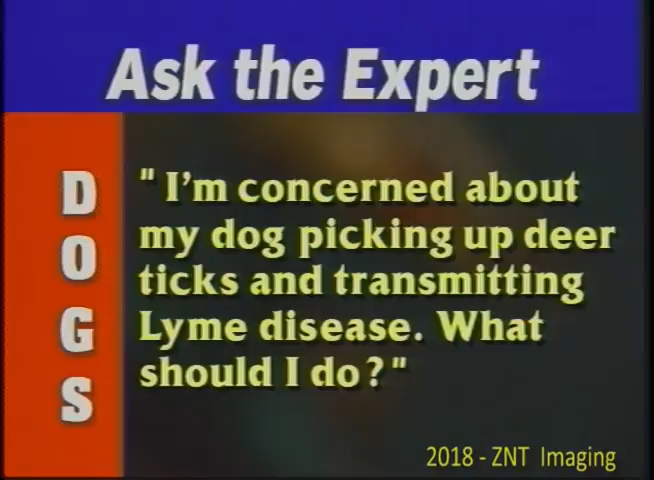 Ask the Expert
DOGS
" I'm concerned about
my dog picking up deer
ticks and transmitting
Lyme disease. What
should I do? "
2018 - ZNT Imaging